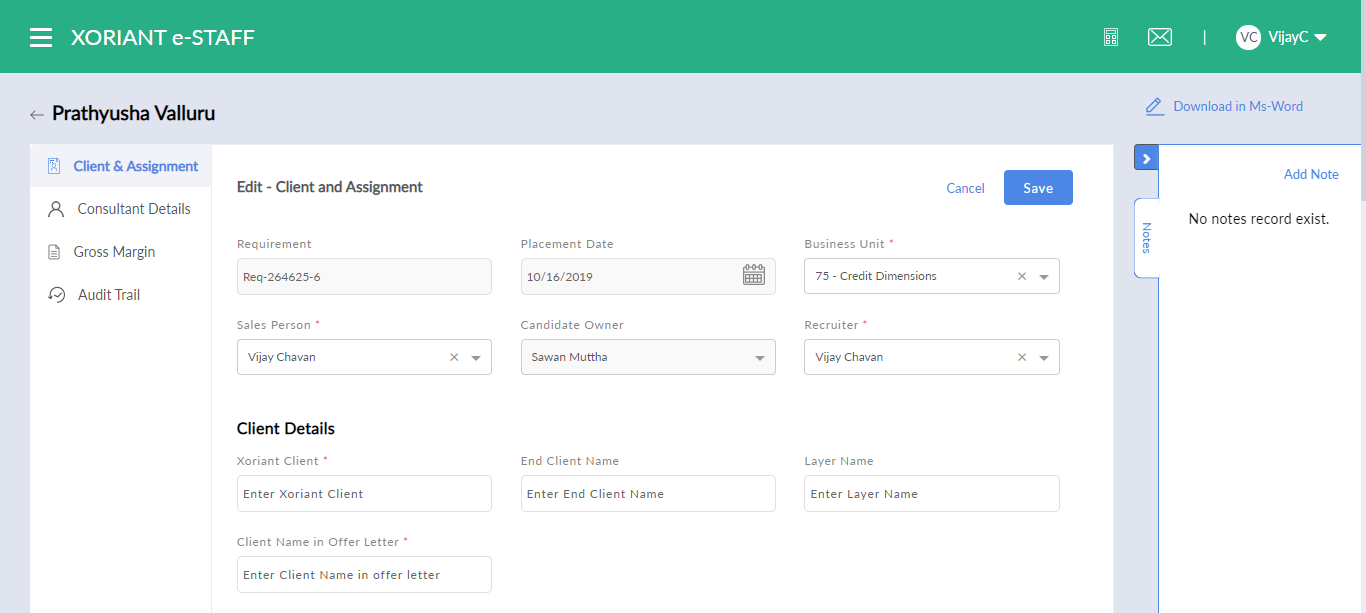 XORIANT e-STAFF
| VC VijayC
← Prathyusha Valluru
Download in Ms-Word
Client & Assignment
Consultant Details
Gross Margin
Audit Trail
Edit - Client and Assignment
Cancel Save
Requirement Placement Date Business Unit *
Req-264625-6 10/16/2019 75 - Credit Dimensions ×
Sales Person * Candidate Owner Recruiter *
Vijay Chavan × Sawan Muttha Vijay Chavan ×
Client Details
Xoriant Client * End Client Name Layer Name
Enter Xoriant Client Enter End Client Name Enter Layer Name
Client Name in Offer Letter *
Enter Client Name in offer letter
Notes
Add Note
No notes record exist.